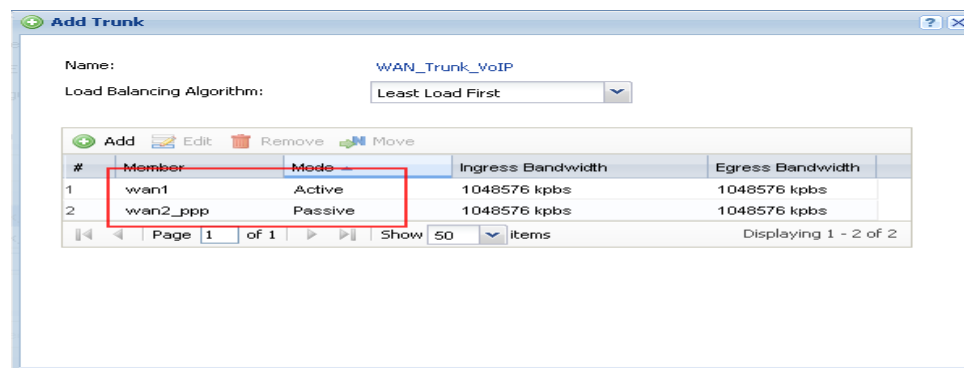 Add Trunk ?
Name: WAN_Trunk_VoIP
Load Balancing Algorithm: Least Load First
Add Edit Remove Move
# Member Mode Ingress Bandwidth Egress Bandwidth
1 wan1 Active 1048576 kpbs 1048576 kpbs
2 wan2_ppp Passive 1048576 kpbs 1048576 kpbs
Page 1 of 1 Show 50 items Displaying 1 - 2 of 2